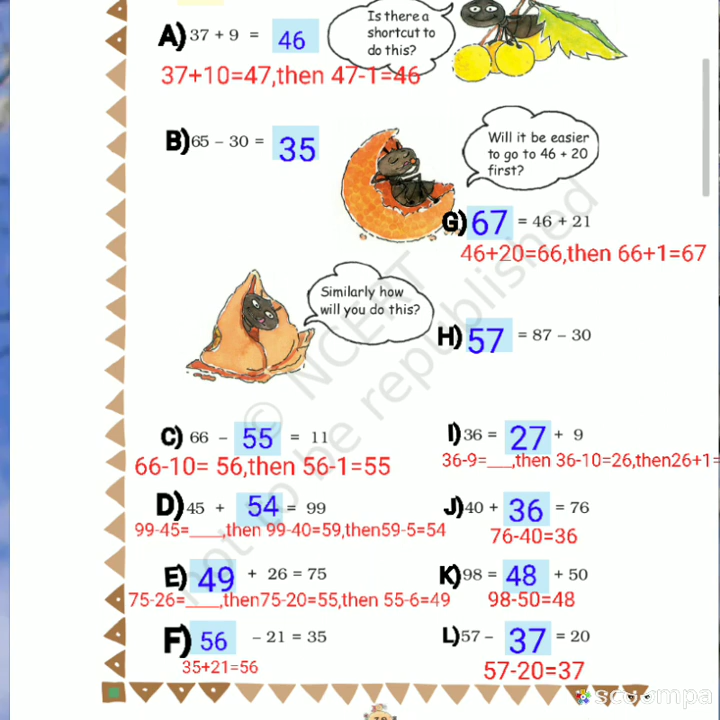 Is there a
shortcut to
do this?
A) 37 + 9 = 46
37+10=47,then 47-1=46
B) 65 – 30 = 35
Will it be easier
to go to 46 + 20
first?
G) 67 = 46 + 21
46+20=66,then 66+1=67
Similarly how
will you do this?
H) 57 = 87 – 30
© NCERT
not to be republished
C) 66 – 55 = 11
66-10= 56,then 56-1=55
I) 36 = 27 + 9
36-9=___,then 36-10=26,then26+1=
D) 45 + 54 = 99
99-45=____,then 99-40=59,then59-5=54
J) 40 + 36 = 76
76-40=36
E) 49 + 26 = 75
75-26=____,then75-20=55,then 55-6=49
K) 98 = 48 + 50
98-50=48
F) 56 – 21 = 35
35+21=56
L) 57 – 37 = 20
57-20=37